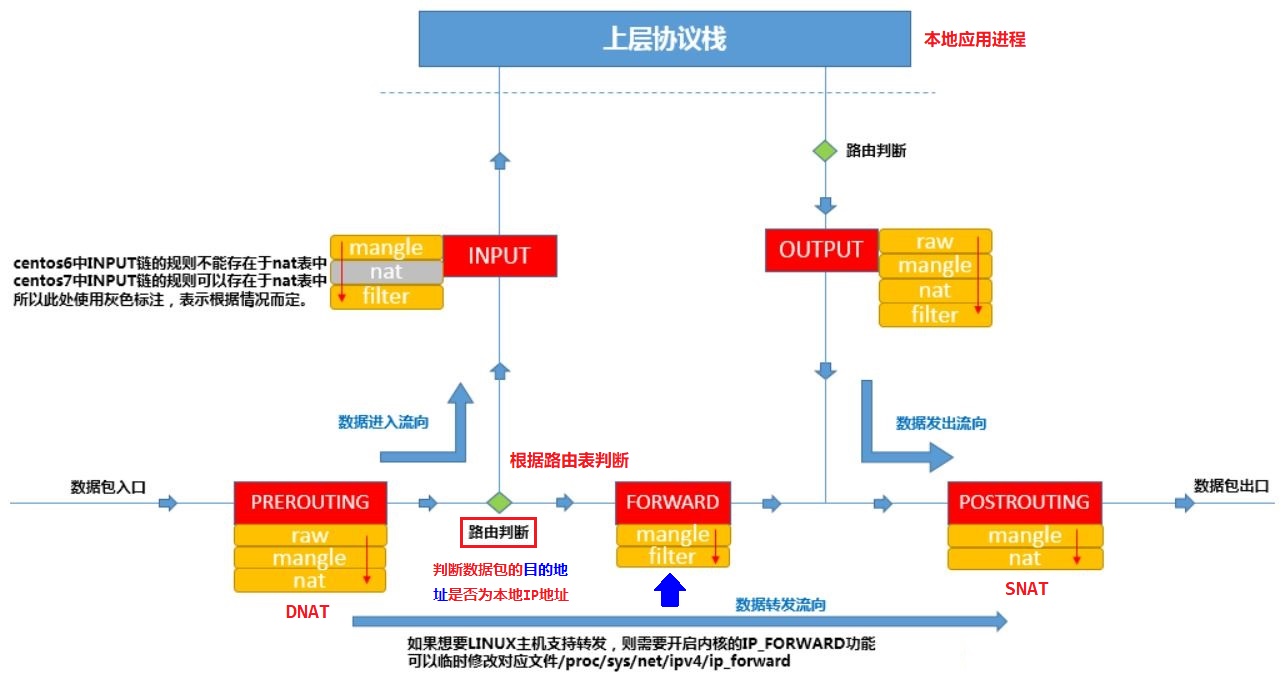 上层协议栈
本地应用进程
路由判断
mangle
nat
filter
INPUT
OUTPUT
raw
mangle
nat
filter
centos6中INPUT链的规则不能存在于nat表中
centos7中INPUT链的规则可以存在于nat表中
所以此处使用灰色标注，表示根据情况而定。
数据进入流向
数据发出流向
根据路由表判断
数据包入口
PREROUTING
raw
mangle
nat
DNAT
路由判断
判断数据包的目的地
址是否为本地IP地址
FORWARD
mangle
filter
POSTROUTING
mangle
nat
SNAT
数据包出口
数据转发流向
如果想要LINUX主机支持转发，则需要开启内核的IP_FORWARD功能
可以临时修改对应文件/proc/sys/net/ipv4/ip_forward